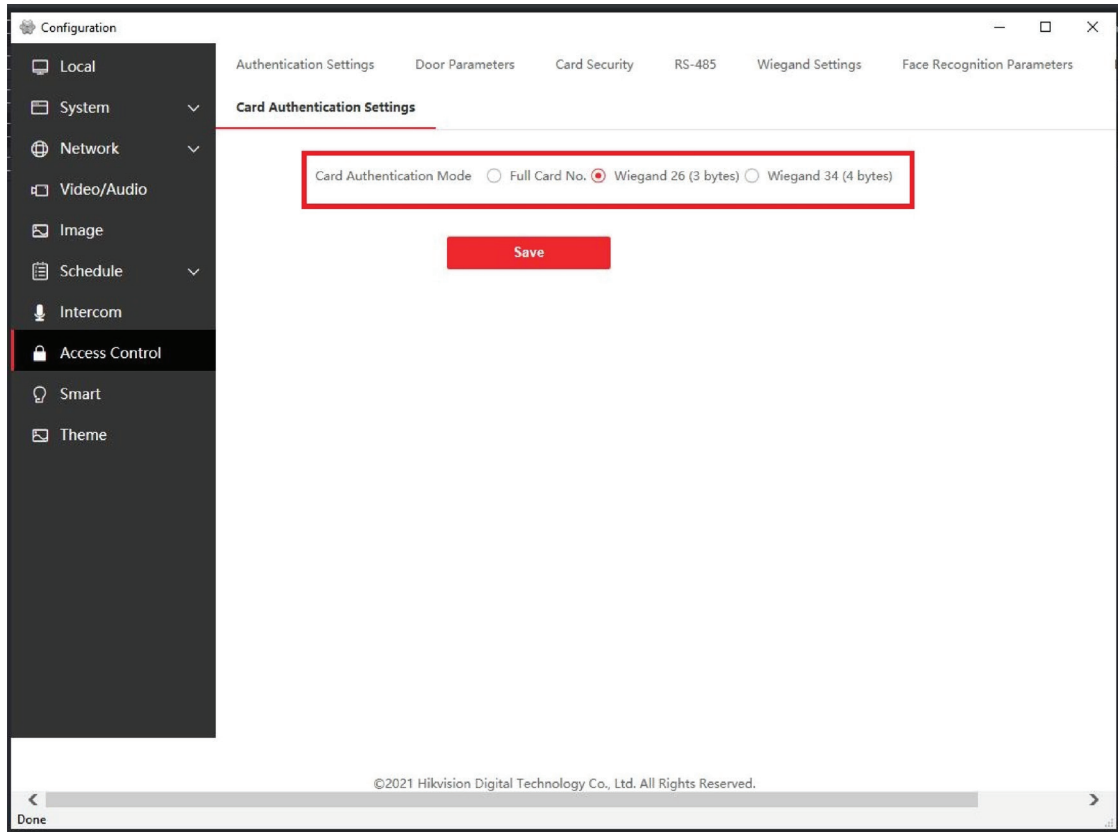 Configuration
Local
System
Network
Video/Audio
Image
Schedule
Intercom
Access Control
Smart
Theme
Authentication Settings Door Parameters Card Security RS-485 Wiegand Settings Face Recognition Parameters
Card Authentication Settings
Card Authentication Mode Full Card No. Wiegand 26 (3 bytes) Wiegand 34 (4 bytes)
Save
©2021 Hikvision Digital Technology Co., Ltd. All Rights Reserved.
Done